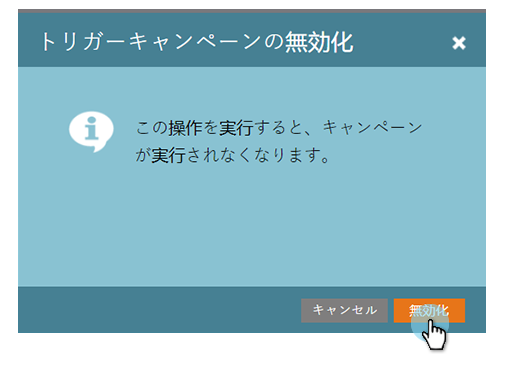 トリガーキャンペーンの無効化
この操作を実行すると、キャンペーン
が実行されなくなります。
キャンセル
無効化